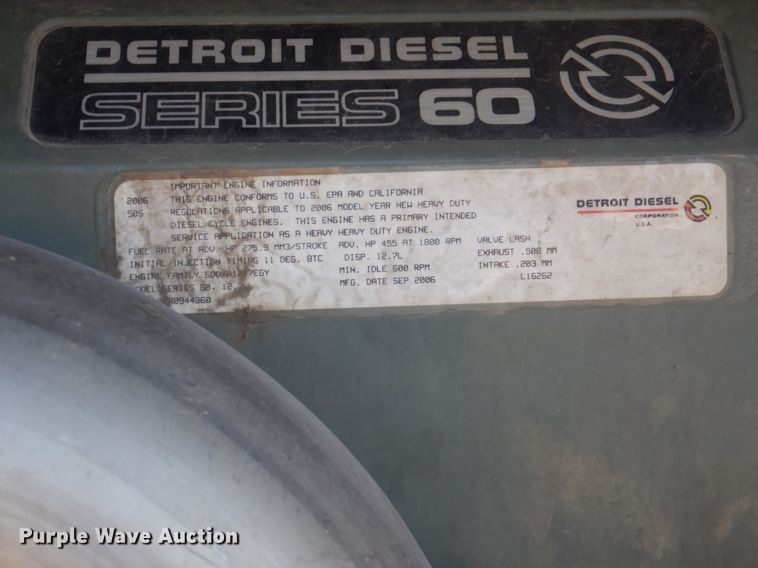 DETROIT DIESEL
SERIES 60
IMPORTANT ENGINE INFORMATION
2006 THIS ENGINE CONFORMS TO U.S. EPA AND CALIFORNIA
50S REGULATIONS APPLICABLE TO 2006 MODEL YEAR NEW HEAVY DUTY
DIESEL CYCLE ENGINES. THIS ENGINE HAS A PRIMARY INTENDED
SERVICE APPLICATION AS A HEAVY HEAVY DUTY ENGINE.
FUEL RATE AT ADV. HP 275.9 MM3/STROKE ADV. HP 455 AT 1800 RPM VALVE LASH
INITIAL INJECTION TIMING 11 DEG. BTC DISP. 12.7L EXHAUST .508 MM
ENGINE FAMILY MIN. IDLE 600 RPM INTAKE .203 MM
MODEL SERIES 60, MFG. DATE SEP 2006 L16262
DETROIT DIESEL
CORPORATION
U.S.A.
Purple Wave Auction